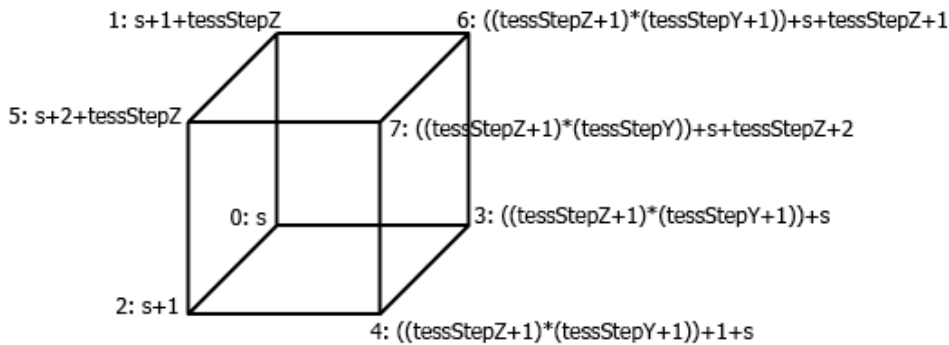 1: s+1+tessStepZ
6: ((tessStepZ+1)*(tessStepY+1))+s+tessStepZ+1
5: s+2+tessStepZ
7: ((tessStepZ+1)*(tessStepY))+s+tessStepZ+2
0: s
3: ((tessStepZ+1)*(tessStepY+1))+s
2: s+1
4: ((tessStepZ+1)*(tessStepY+1))+1+s